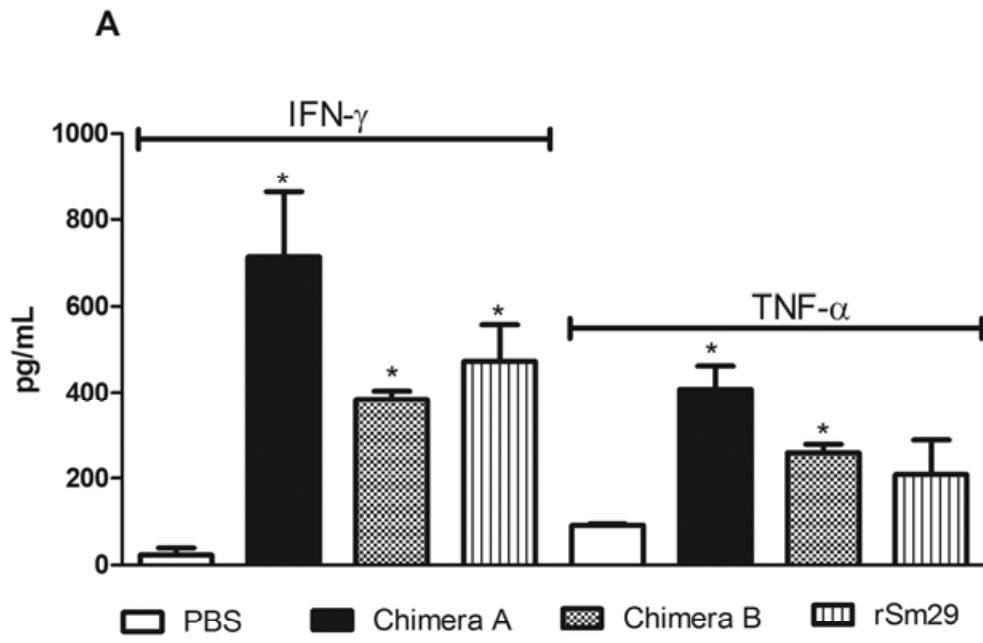 A
IFN-γ
1000
*
800
600
TNF-α
*
*
*
pg/mL
400
*
200
0
PBS Chimera A Chimera B rSm29